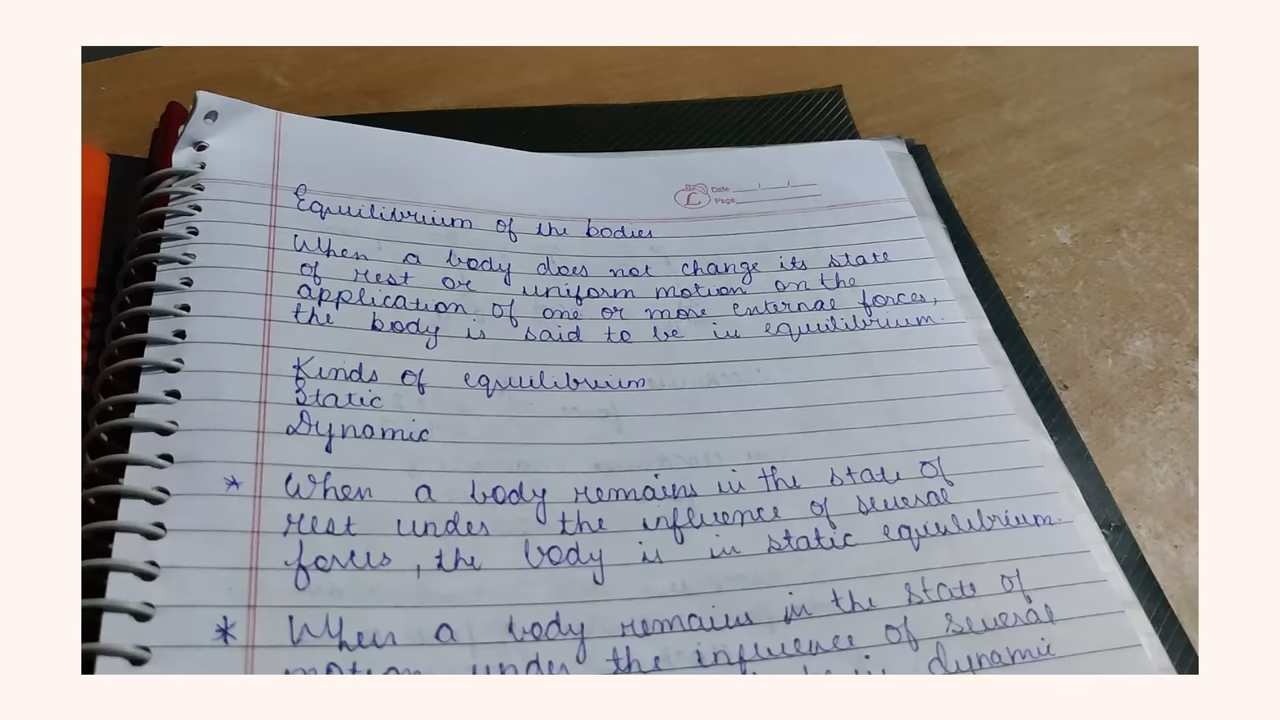 Date
Page
Equilibrium of the bodies
When a body does not change its state
of rest or uniform motion on the
application of one or more external forces,
the body is said to be in equilibrium.
Kinds of equilibrium
Static
Dynamic
* When a body remains in the state of
rest under the influence of several
forces, the body is in static equilibrium.
* When a body remains in the state of
motion under the influence of several
dynamic